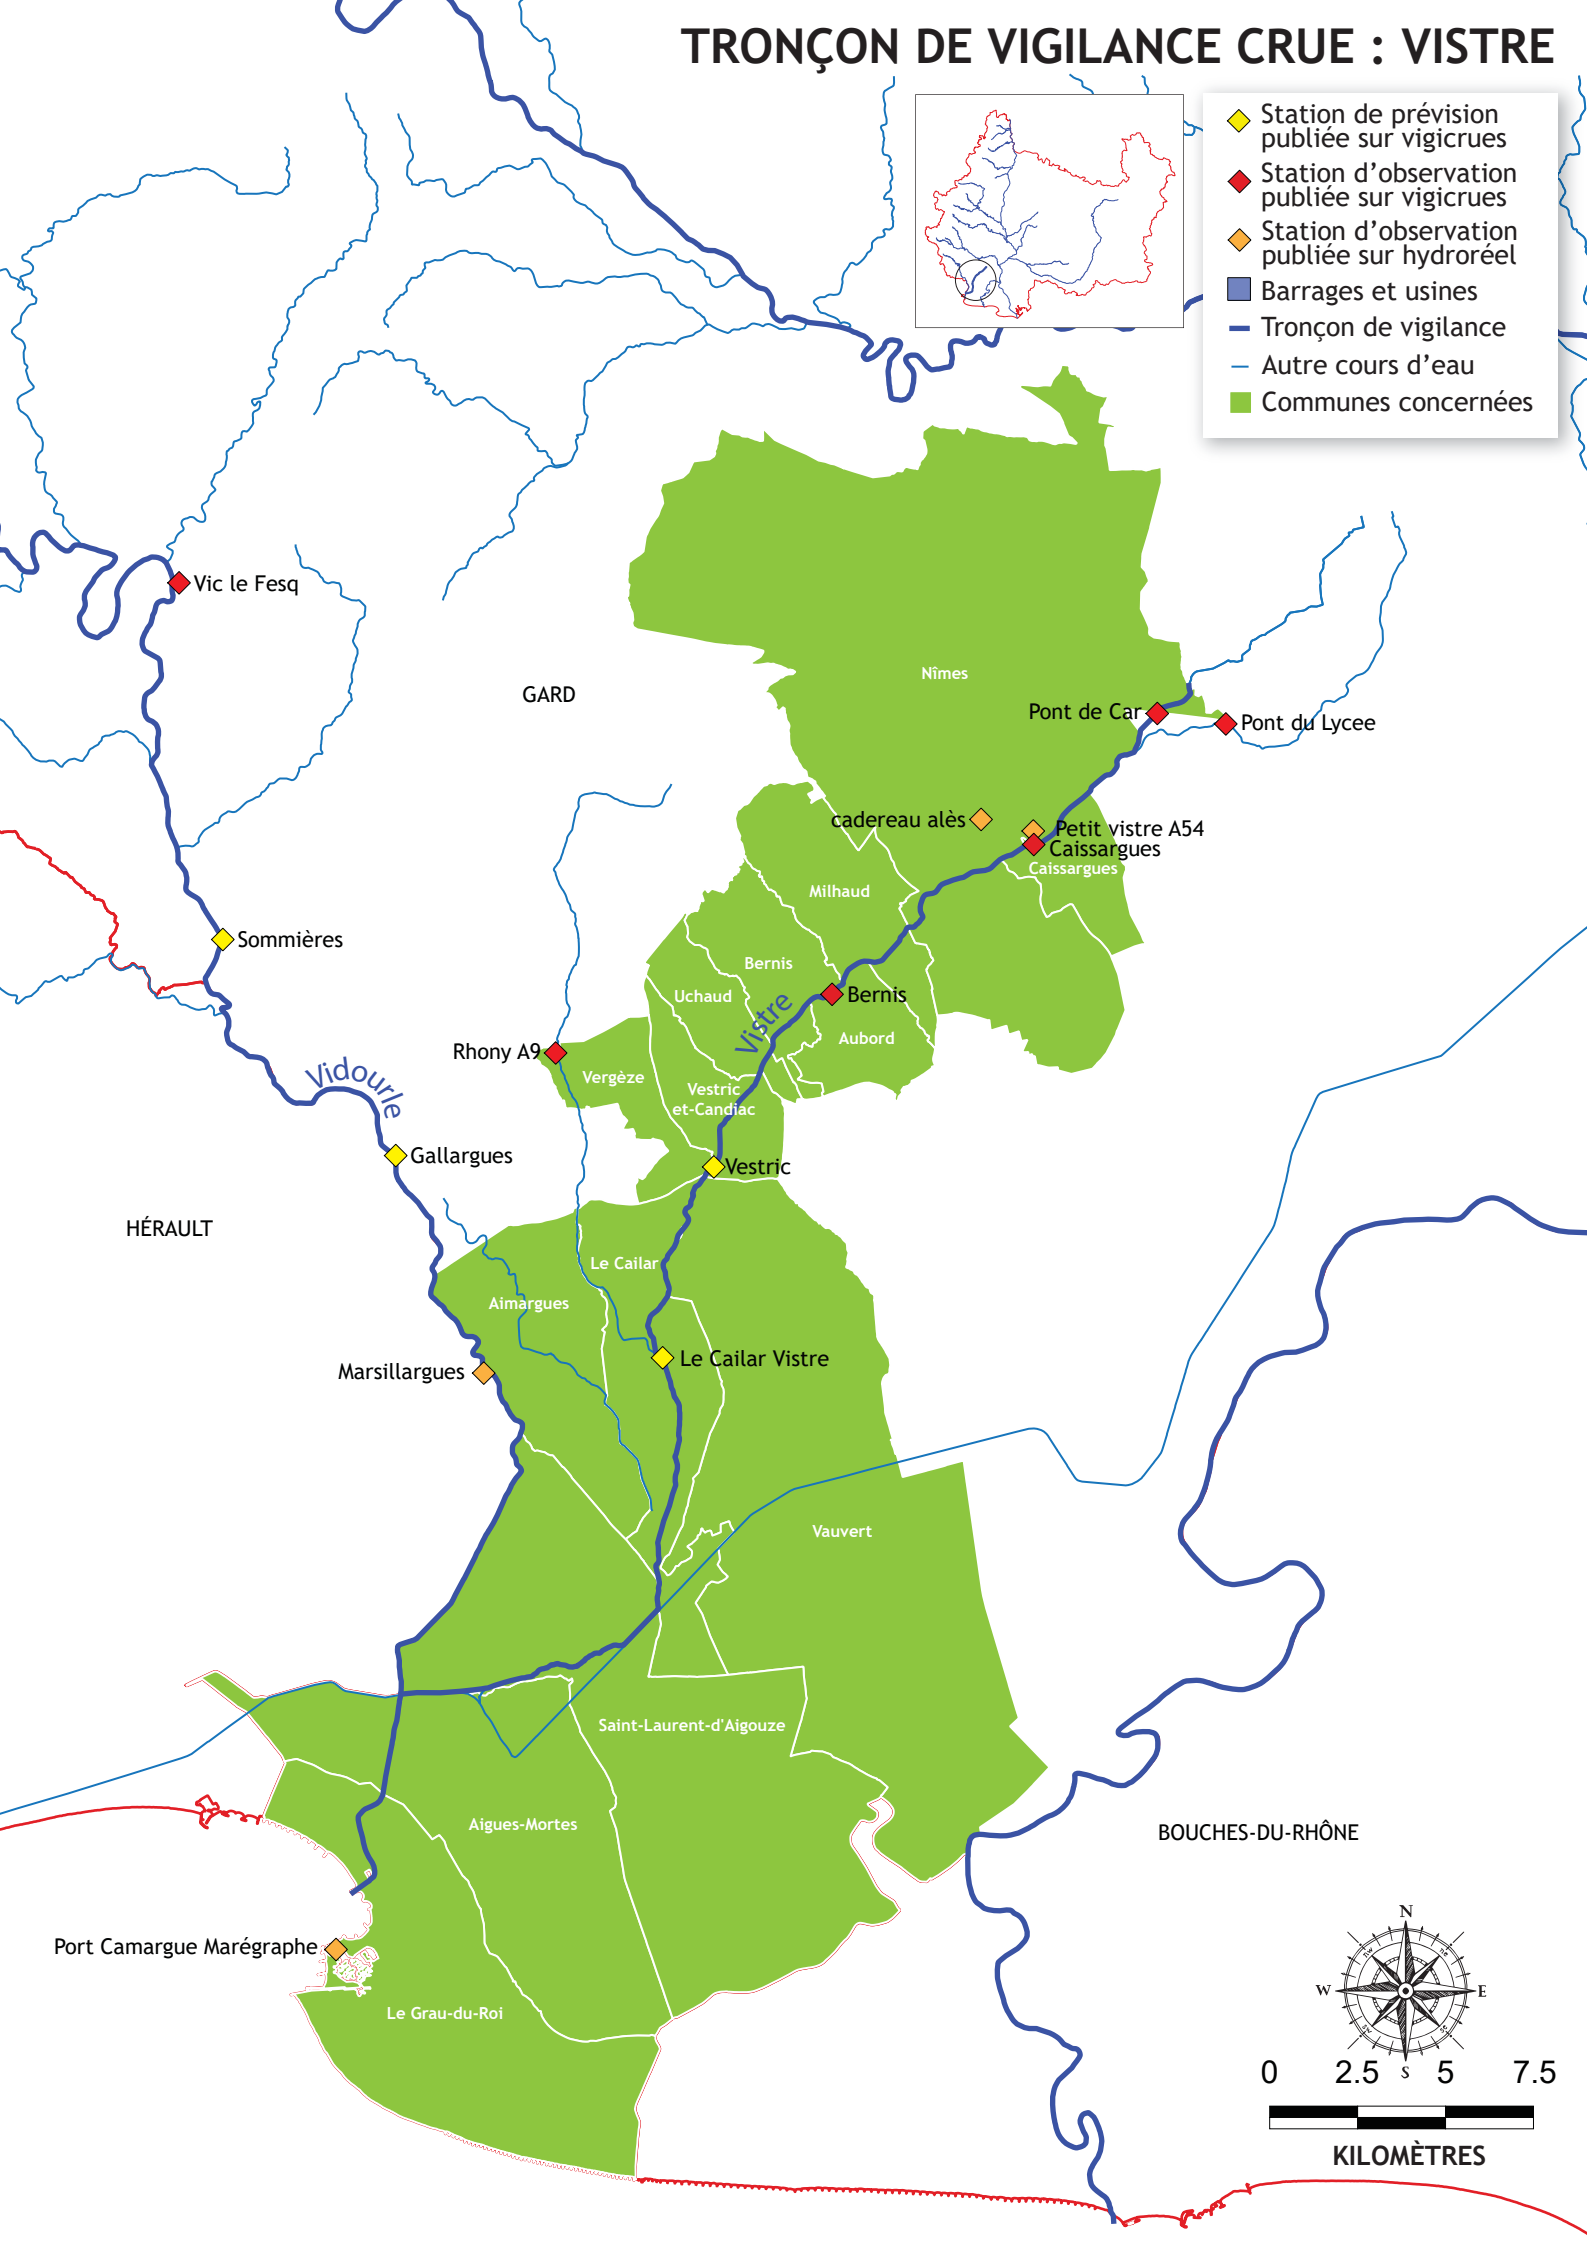 TRONÇON DE VIGILANCE CRUE : VISTRE
Station de prévision
publiée sur vigicrues
Station d’observation
publiée sur vigicrues
Station d’observation
publiée sur hydroréel
Barrages et usines
Tronçon de vigilance
Autre cours d’eau
Communes concernées
Vic le Fesq
GARD
Nîmes
Pont de Car
Pont du Lycee
cadereau alès
Petit vistre A54
Caissargues
Caissargues
Milhaud
Sommières
Bernis
Uchaud
Bernis
Vistre
Aubord
Rhony A9
Vergèze
Vidourle
Vestric
et-Candiac
Gallargues
Vestric
HÉRAULT
Le Cailar
Aimargues
Le Cailar Vistre
Marsillargues
Vauvert
Saint-Laurent-d'Aigouze
Aigues-Mortes
BOUCHES-DU-RHÔNE
Port Camargue Marégraphe
Le Grau-du-Roi
N
nw
ne
W
E
sw
se
S
0 2.5 5 7.5
KILOMÈTRES